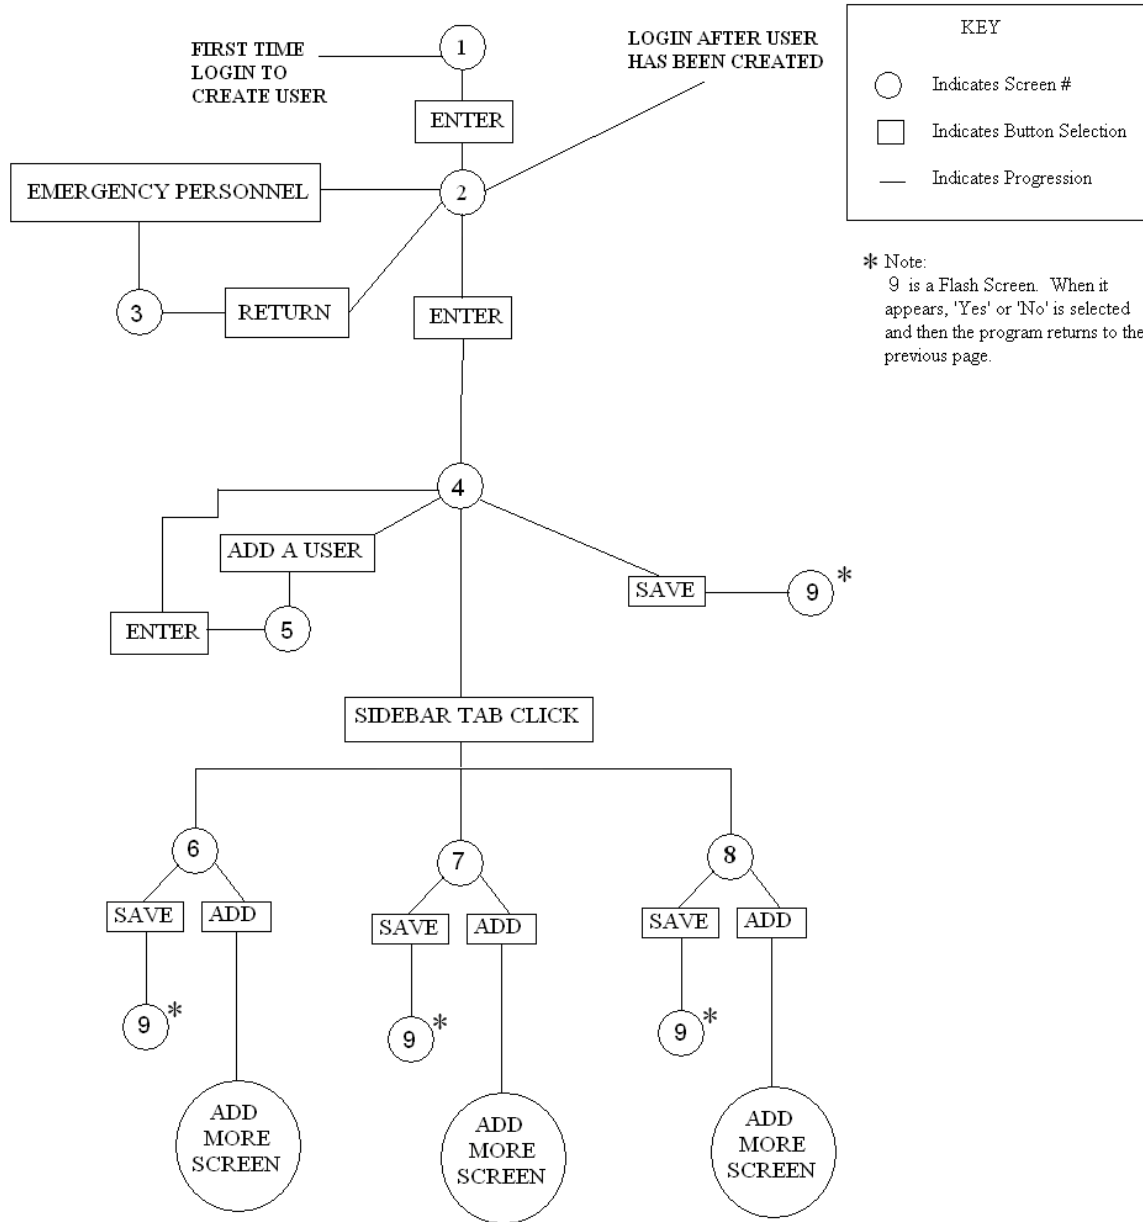 FIRST TIME
LOGIN TO
CREATE USER
1
LOGIN AFTER USER
HAS BEEN CREATED
KEY
Indicates Screen #
Indicates Button Selection
Indicates Progression
ENTER
EMERGENCY PERSONNEL
2
* Note:
9 is a Flash Screen. When it
appears, 'Yes' or 'No' is selected
and then the program returns to the
previous page.
3
RETURN
ENTER
4
ADD A USER
SAVE
9 *
ENTER
5
SIDEBAR TAB CLICK
6
7
8
SAVE
ADD
SAVE
ADD
SAVE
ADD
9 *
9 *
9 *
ADD
MORE
SCREEN
ADD
MORE
SCREEN
ADD
MORE
SCREEN